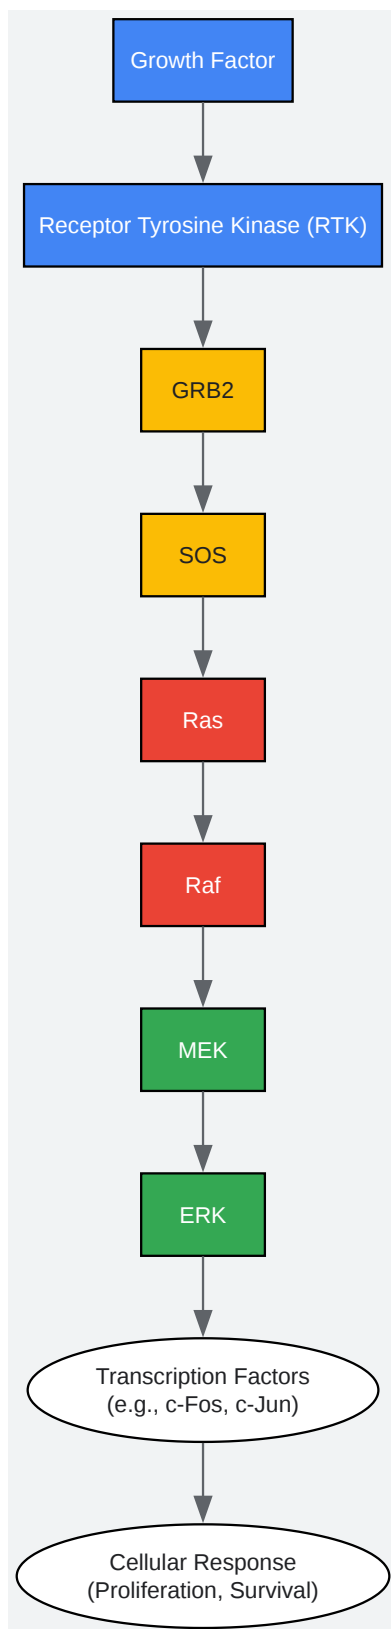 Growth Factor
Receptor Tyrosine Kinase (RTK)
GRB2
SOS
Ras
Raf
MEK
ERK
Transcription Factors
(e.g., c-Fos, c-Jun)
Cellular Response
(Proliferation, Survival)